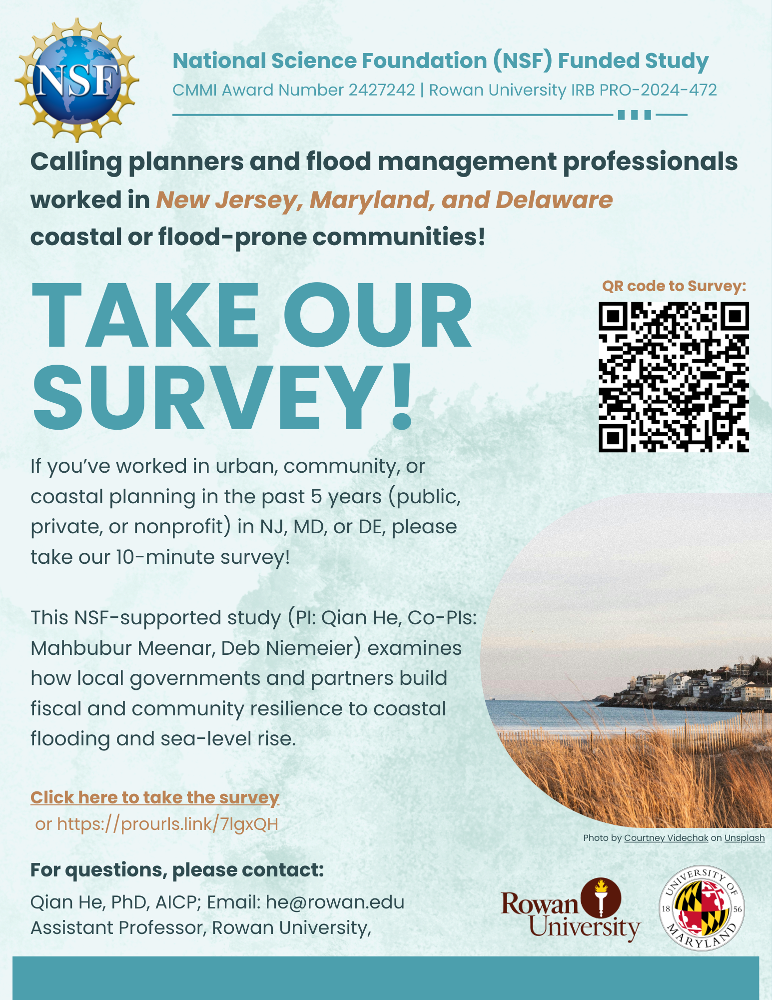 NSF
National Science Foundation (NSF) Funded Study
CMMI Award Number 2427242 | Rowan University IRB PRO-2024-472
Calling planners and flood management professionals
worked in New Jersey, Maryland, and Delaware
coastal or flood-prone communities!
TAKE OUR
SURVEY!
QR code to Survey:
If you’ve worked in urban, community, or
coastal planning in the past 5 years (public,
private, or nonprofit) in NJ, MD, or DE, please
take our 10-minute survey!
This NSF-supported study (PI: Qian He, Co-PIs:
Mahbubur Meenar, Deb Niemeier) examines
how local governments and partners build
fiscal and community resilience to coastal
flooding and sea-level rise.
Click here to take the survey
or https://prourls.link/7lgxQH
Photo by Courtney Videchak on Unsplash
For questions, please contact:
Qian He, PhD, AICP; Email: he@rowan.edu
Assistant Professor, Rowan University,
Rowan
University
UNIVERSITY OF
18 56
MARYLAND